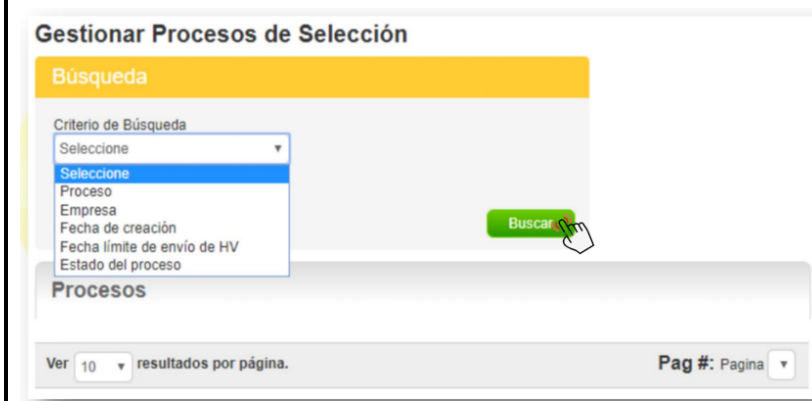 Gestionar Procesos de Selección
Búsqueda
Criterio de Búsqueda
Seleccione
Seleccione
Proceso
Empresa
Fecha de creación
Fecha límite de envío de HV
Estado del proceso
Buscar
Procesos
Ver 10 resultados por página.
Pag #: Pagina